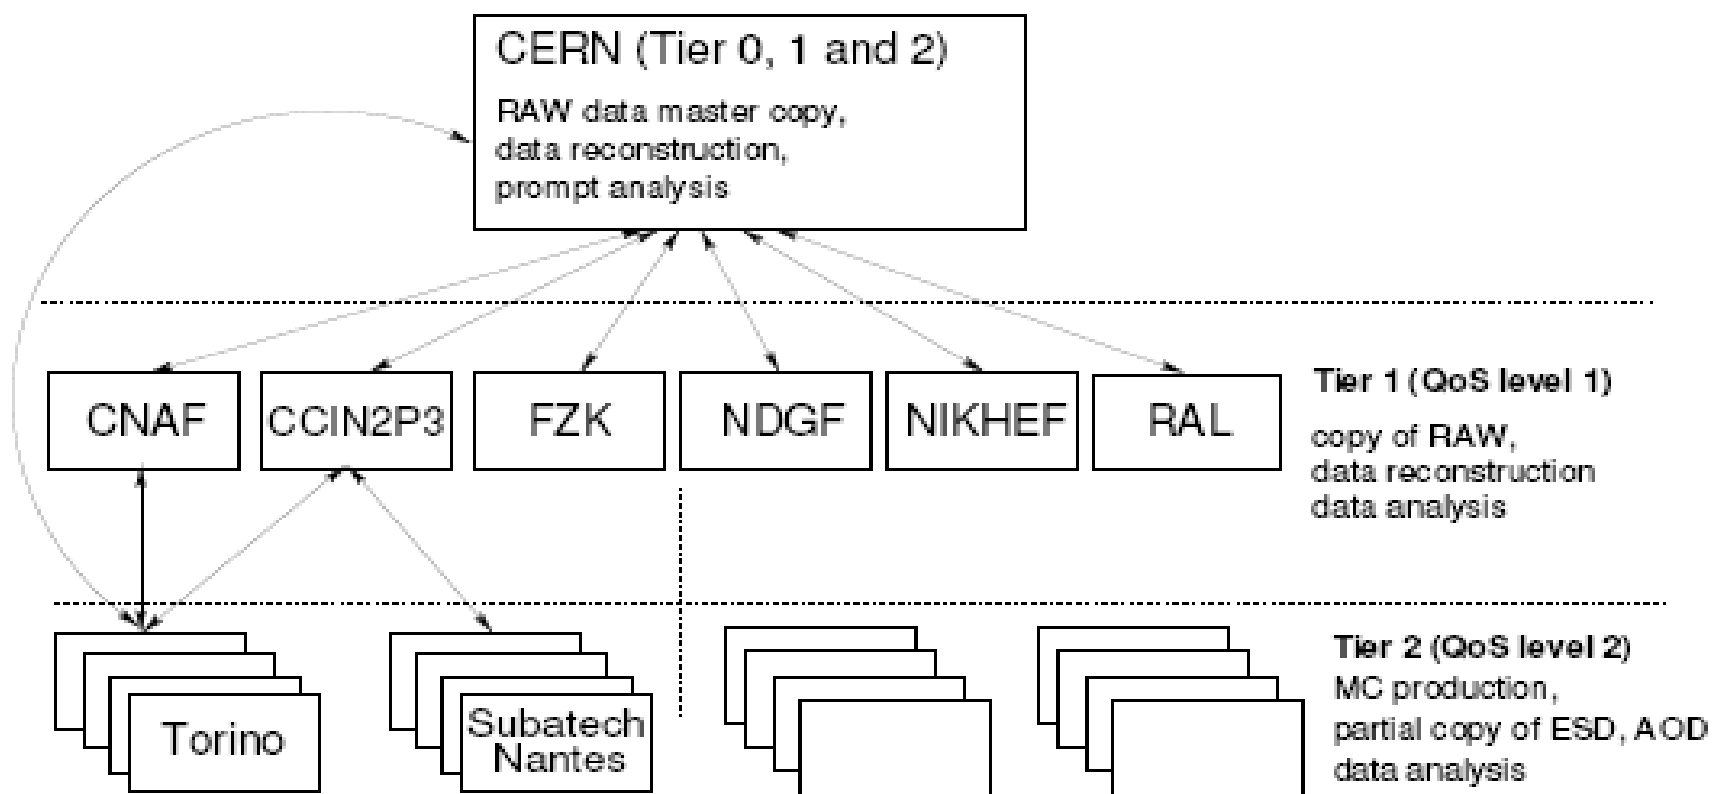 CERN (Tier 0, 1 and 2)
RAW data master copy,
data reconstruction,
prompt analysis
CNAF
CCIN2P3
FZK
NDGF
NIKHEF
RAL
Tier 1 (QoS level 1)
copy of RAW,
data reconstruction
data analysis
Torino
Subatech
Nantes
Tier 2 (QoS level 2)
MC production,
partial copy of ESD, AOD
data analysis